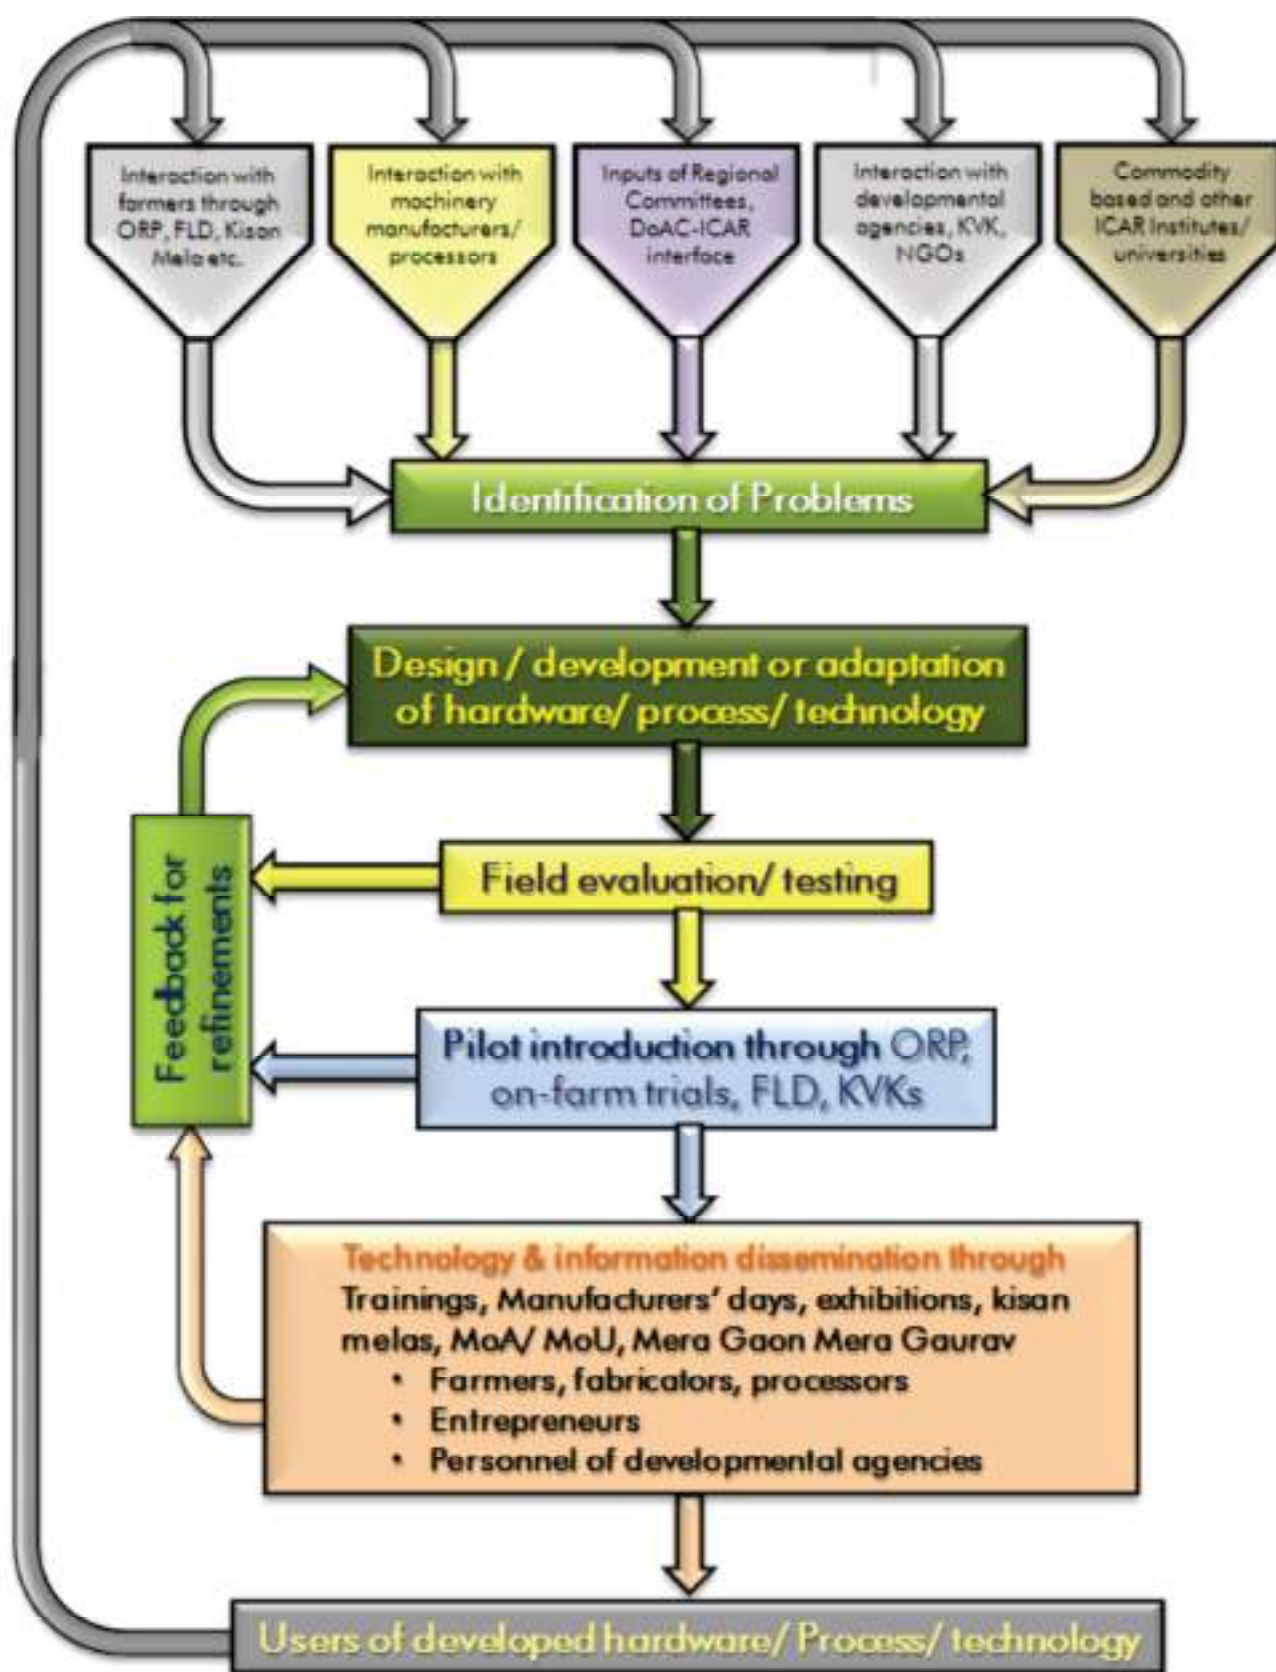 Interaction with
farmers through
ORP, FLD, Kisan
Mela etc.
Interaction with
machinery
manufacturers/
processors
Inputs of Regional
Committees,
DoAC-ICAR
interface
Interaction with
developmental
agencies, KVK,
NGOs
Commodity
based and other
ICAR Institutes/
universities
Identification of Problems
Design / development or adaptation
of hardware/ process/ technology
Feedback for
refinements
Field evaluation/ testing
Pilot introduction through ORP,
on-farm trials, FLD, KVKs
Technology & information dissemination through
Trainings, Manufacturers' days, exhibitions, kisan
melas, MoA/ MoU, Mera Gaon Mera Gaurav
• Farmers, fabricators, processors
• Entrepreneurs
• Personnel of developmental agencies
Users of developed hardware/ Process/ technology